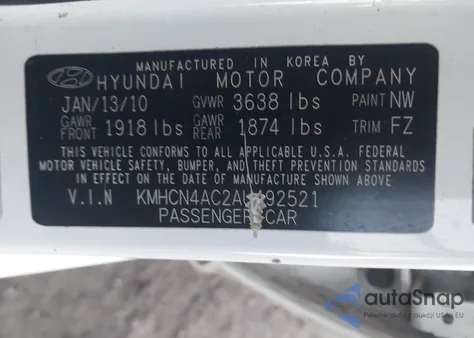 MANUFACTURED IN KOREA BY
HYUNDAI MOTOR COMPANY
JAN/13/10 GVWR 3638 lbs PAINT NW
GAWR FRONT 1918 lbs GAWR REAR 1874 lbs TRIM FZ
THIS VEHICLE CONFORMS TO ALL APPLICABLE U.S.A. FEDERAL
MOTOR VEHICLE SAFETY, BUMPER, AND THEFT PREVENTION STANDARDS
IN EFFECT ON THE DATE OF MANUFACTURE SHOWN ABOVE
V.I.N
PASSENGER CAR
autoSnap